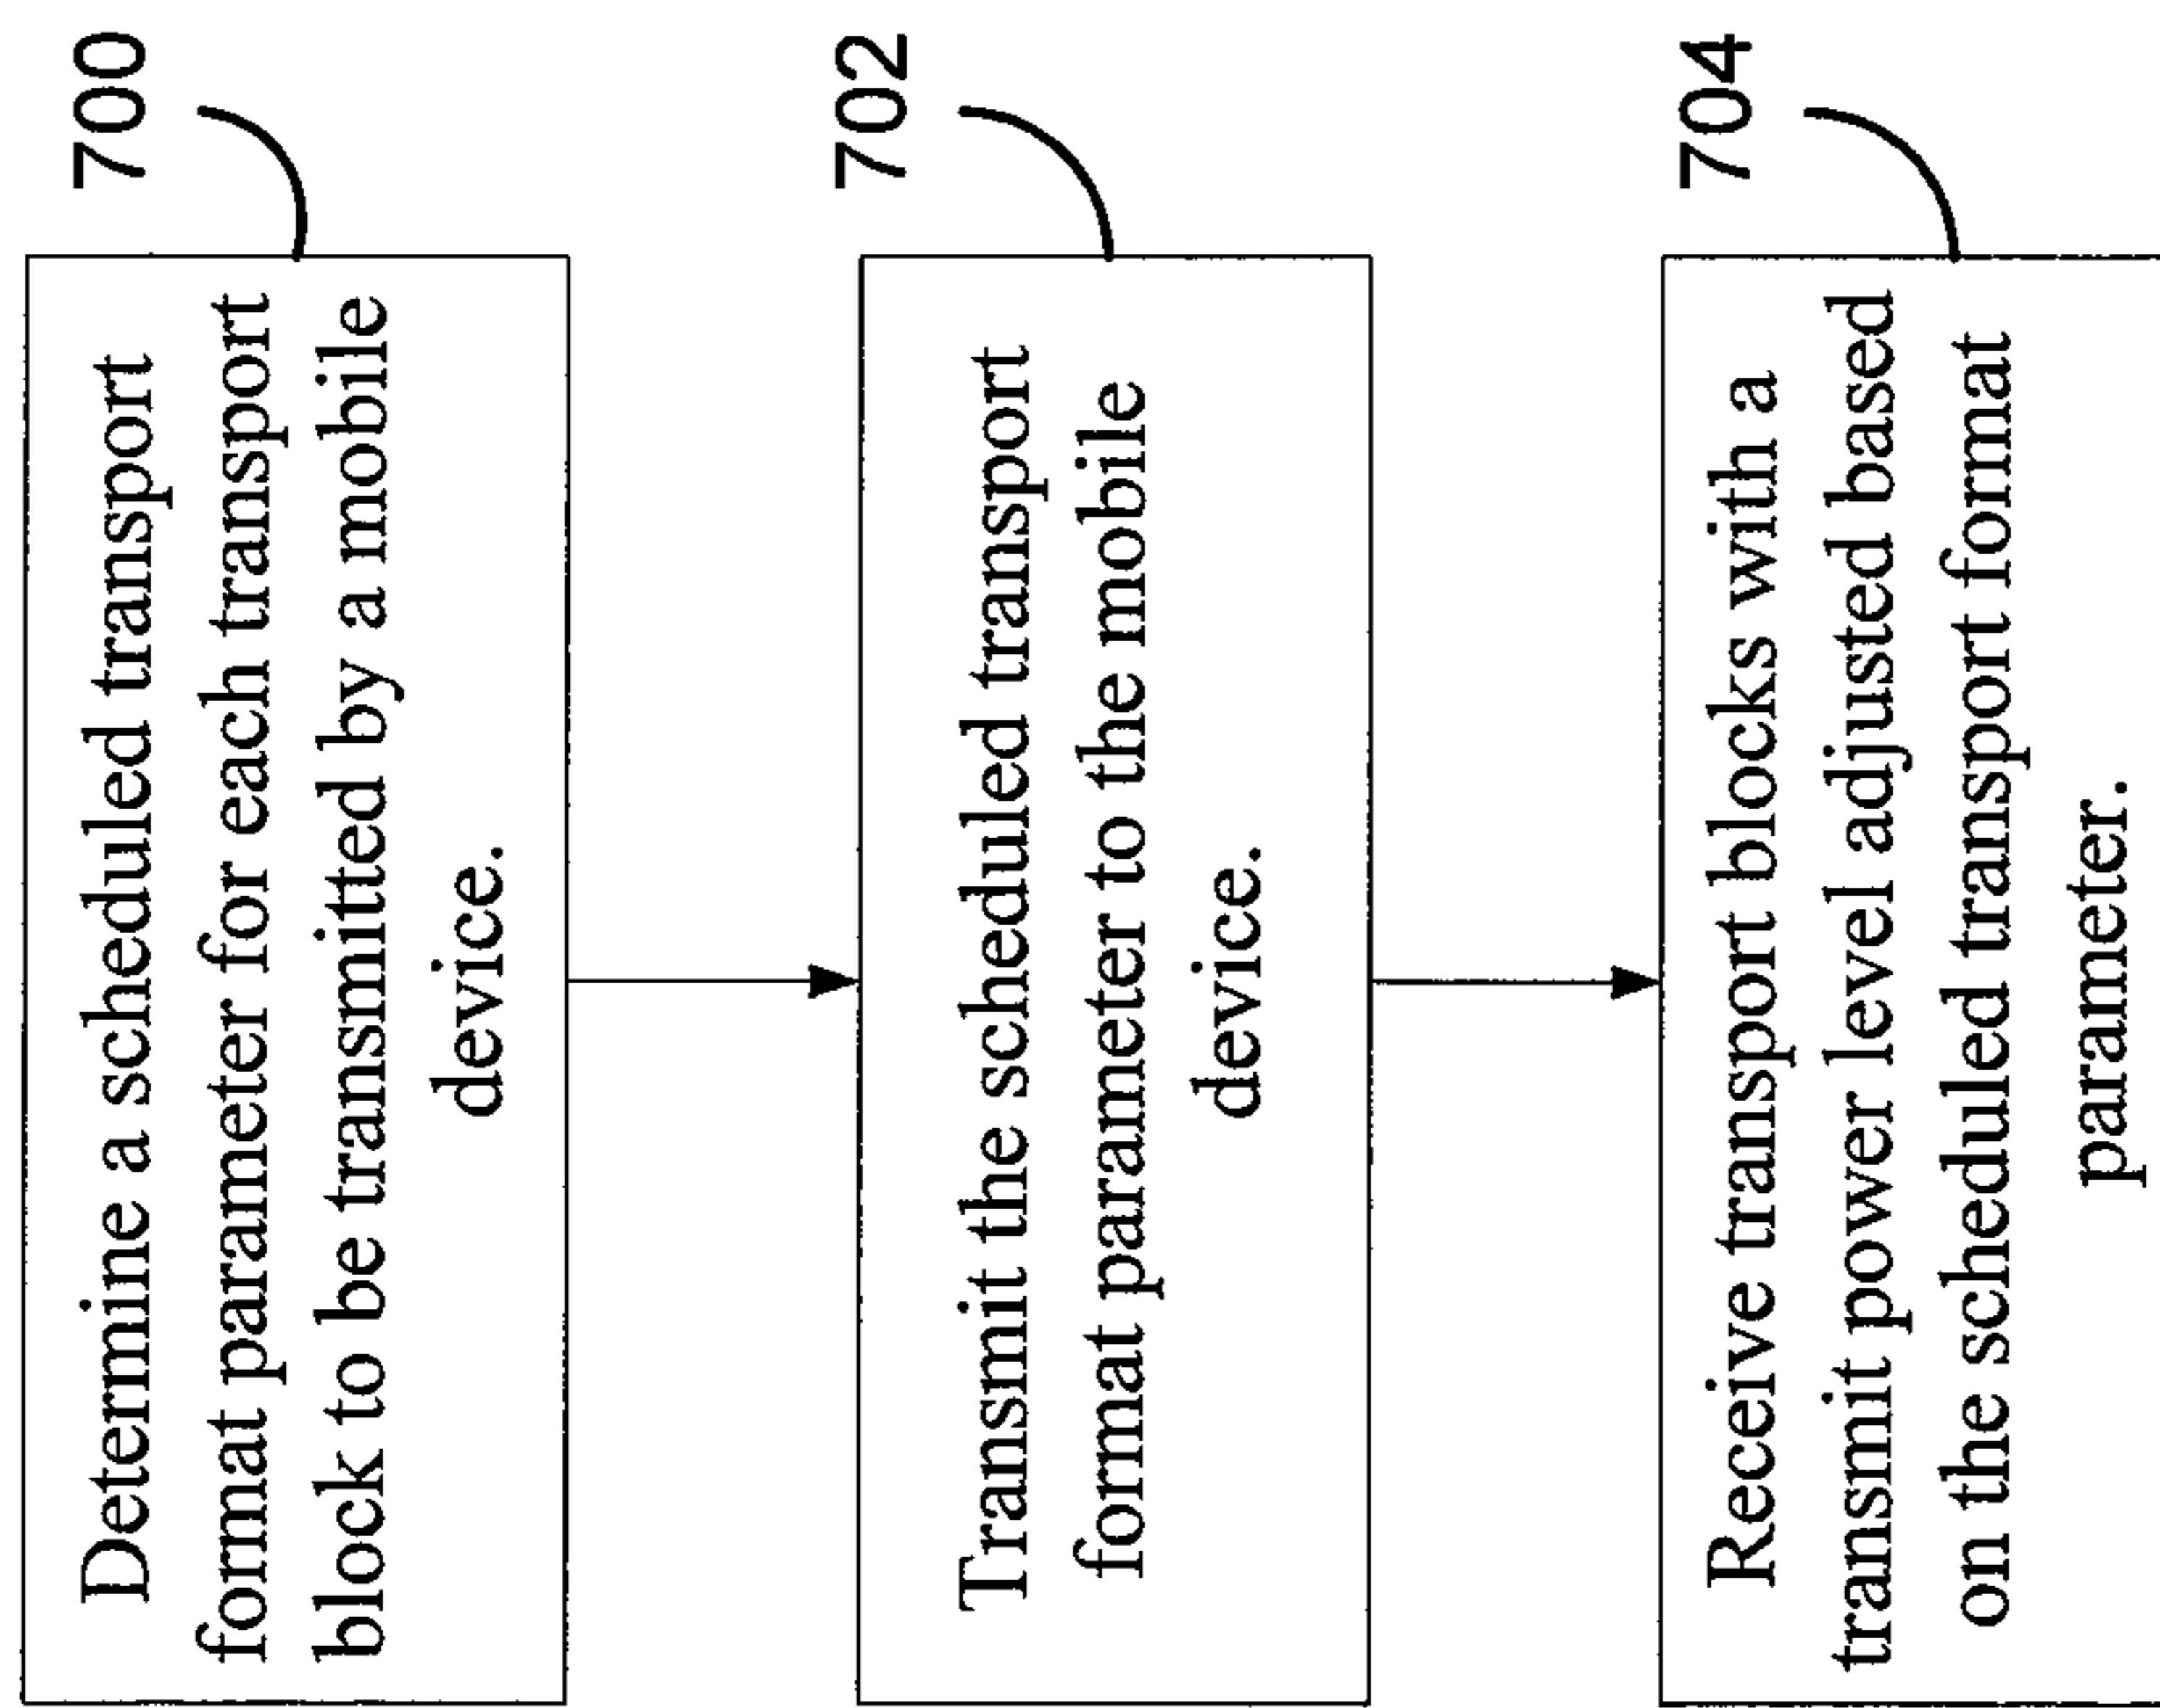 700
Determine a scheduled transport
format parameter for each transport
block to be transmitted by a mobile
device.
702
Transmit the scheduled transport
format parameter to the mobile
device.
704
Receive transport blocks with a
transmit power level adjusted based
on the scheduled transport format
parameter.